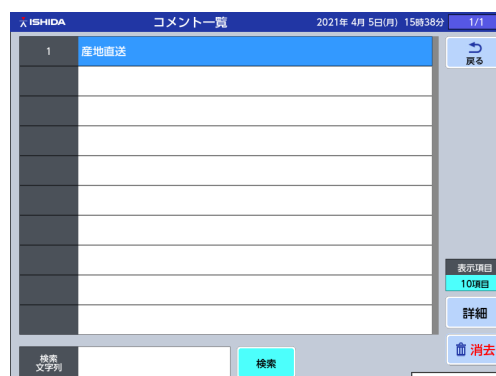 ISHIDA コメント一覧 2021年 4月 5日(月) 15時38分 1/1
1 産地直送
戻る
表示項目
10項目
詳細
消去
検索
文字列
検索